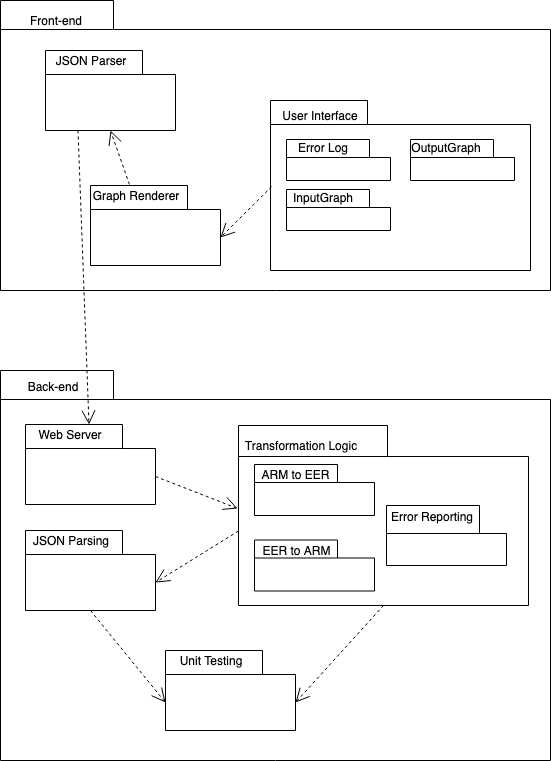 Front-end
JSON Parser
User Interface
Error Log
OutputGraph
Graph Renderer
InputGraph
Back-end
Web Server
Transformation Logic
ARM to EER
Error Reporting
JSON Parsing
EER to ARM
Unit Testing